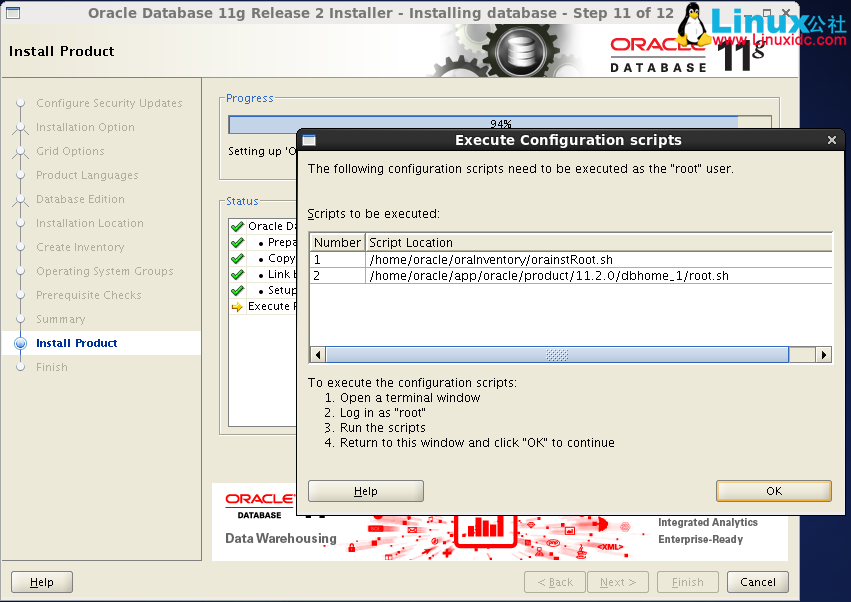 Oracle Database 11g Release 2 Installer - Installing database - Step 11 of 12
Linux公社
www.Linuxidc.com
Install Product
ORACLE
DATABASE
11g
Configure Security Updates
Installation Option
Grid Options
Product Languages
Database Edition
Installation Location
Create Inventory
Operating System Groups
Prerequisite Checks
Summary
Install Product
Finish
Progress
94%
Setting up 'O
Status
Oracle Da
Prepa
Copy
Link b
Setup
Execute R
Execute Configuration scripts
The following configuration scripts need to be executed as the "root" user.
Scripts to be executed:
Number Script Location
1 /home/oracle/oraInventory/orainstRoot.sh
2 /home/oracle/app/oracle/product/11.2.0/dbhome_1/root.sh
To execute the configuration scripts:
1. Open a terminal window
2. Log in as "root"
3. Run the scripts
4. Return to this window and click "OK" to continue
Help
OK
ORACLE
DATABASE
Data Warehousing
<XML>
Integrated Analytics
Enterprise-Ready
Help
< Back
Next >
Finish
Cancel